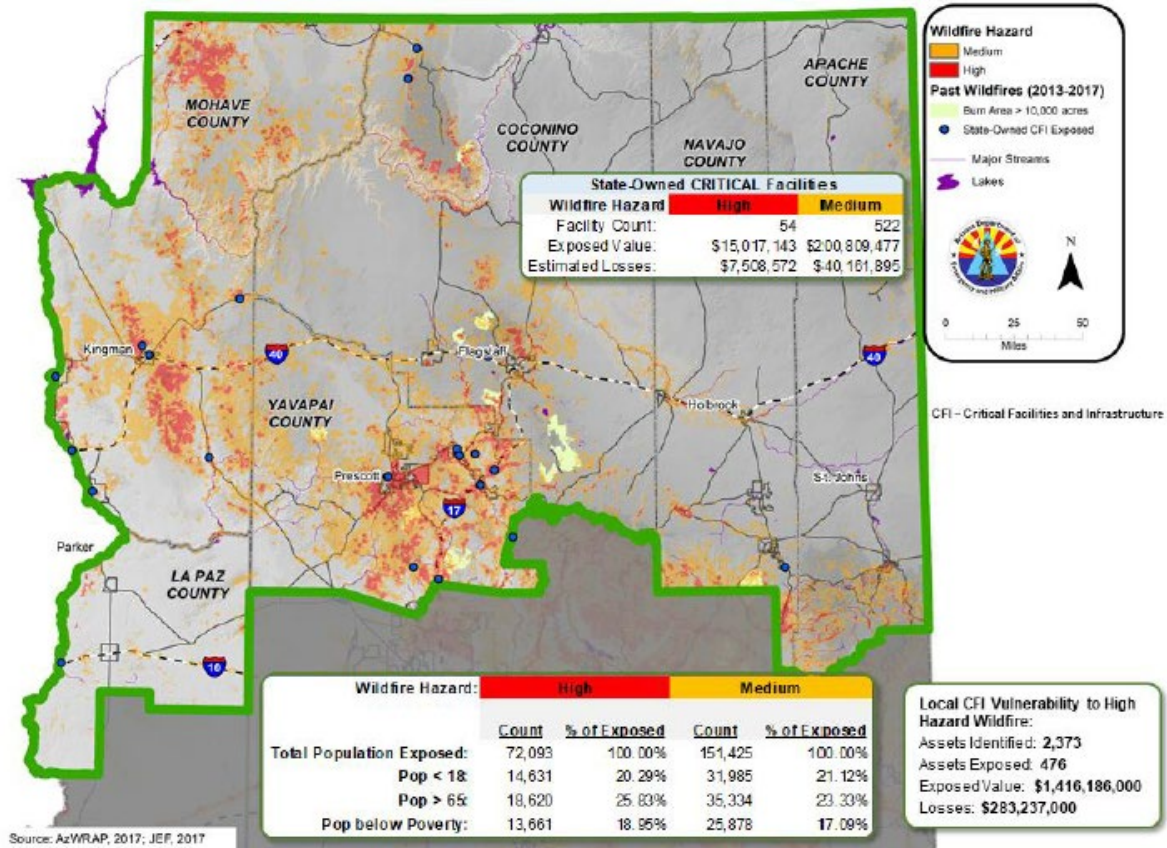 Wildfire Hazard
Medium
High
Past Wildfires (2013-2017)
Burn Area > 10,000 acres
State-Owned CFI Exposed
Major Streams
Lakes
N
0 25 50
Miles
CFI – Critical Facilities and Infrastructure
MOHAVE
COUNTY
COCONINO
COUNTY
NAVAJO
COUNTY
APACHE
COUNTY
State-Owned CRITICAL Facilities
Wildfire Hazard High Medium
Facility Count: 54 522
Exposed Value: $15,017,143 $200,809,477
Estimated Losses: $7,508,572 $40,161,895
Kingman
40
Flagstaff
40
Holbrook
YAVAPAI
COUNTY
Prescott
17
St. Johns
Parker
LA PAZ
COUNTY
10
Wildfire Hazard: High Medium
Count % of Exposed Count % of Exposed
Total Population Exposed: 72,093 100.00% 151,425 100.00%
Pop < 18: 14,631 20.29% 31,985 21.12%
Pop > 65: 18,620 25.83% 35,334 23.33%
Pop below Poverty: 13,661 18.95% 25,878 17.09%
Local CFI Vulnerability to High
Hazard Wildfire:
Assets Identified: 2,373
Assets Exposed: 476
Exposed Value: $1,416,186,000
Losses: $283,237,000
Source: AzWRAP, 2017; JEF, 2017